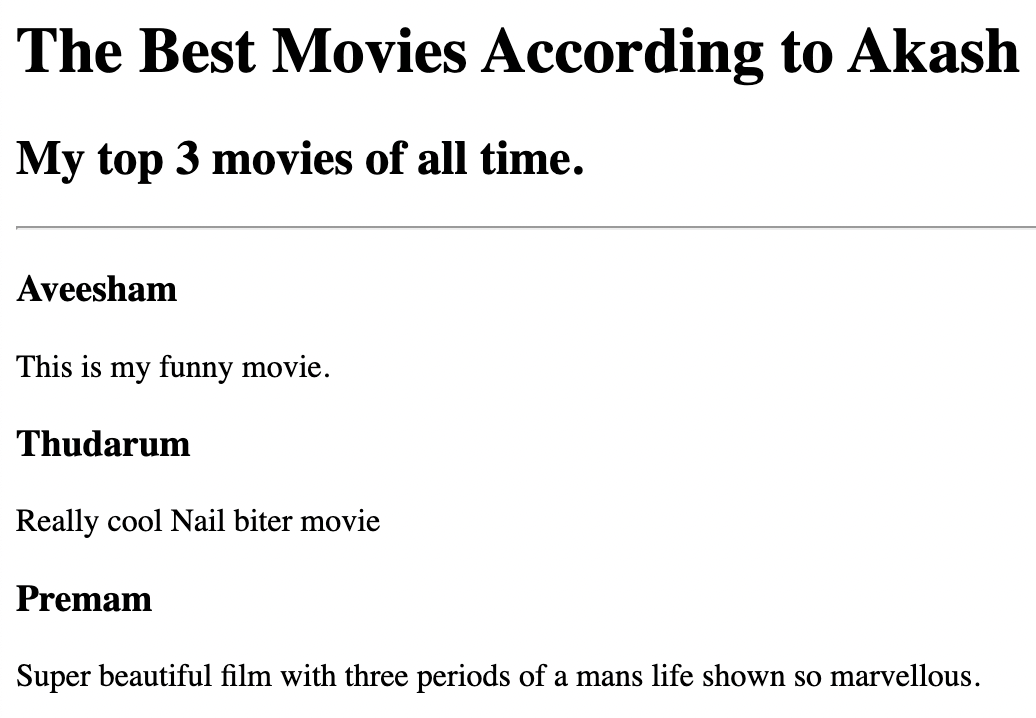 The Best Movies According to Akash
My top 3 movies of all time.
Aveesham
This is my funny movie.
Thudarum
Really cool Nail biter movie
Premam
Super beautiful film with three periods of a mans life shown so marvellous.